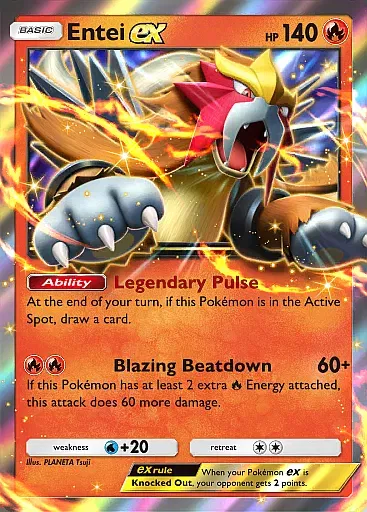 BASIC Entei ex HP 140
Ability Legendary Pulse
At the end of your turn, if this Pokémon is in the Active
Spot, draw a card.
Blazing Beatdown 60+
If this Pokémon has at least 2 extra Energy attached,
this attack does 60 more damage.
weakness +20 retreat
Illus. PLANETA Tsuji
ex rule When your Pokémon ex is
Knocked Out, your opponent gets 2 points.